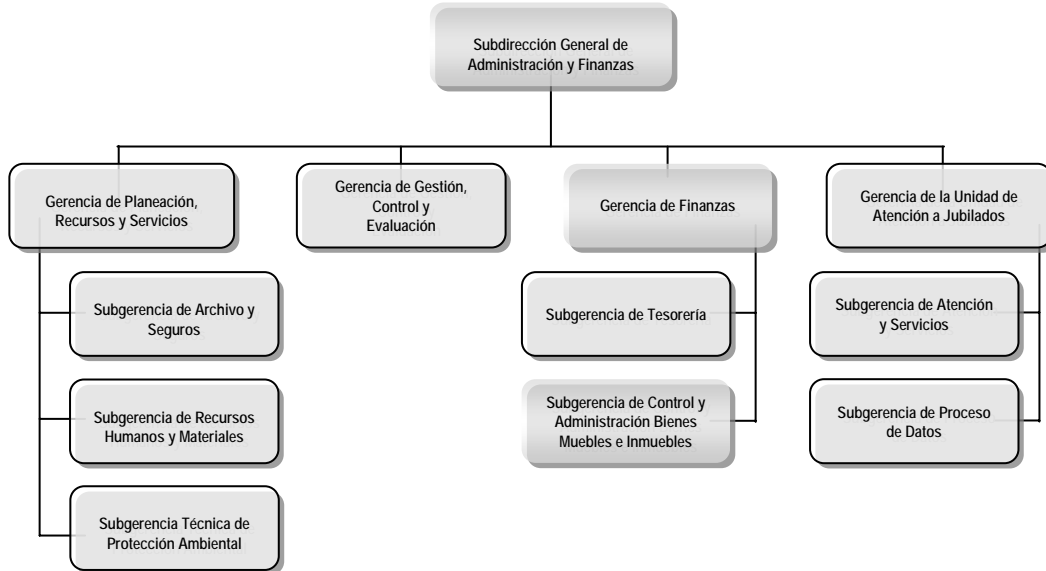 Subdirección General de
Administración y Finanzas
Gerencia de Planeación,
Recursos y Servicios
Gerencia de Gestión,
Control y
Evaluación
Gerencia de Finanzas
Gerencia de la Unidad de
Atención a Jubilados
Subgerencia de Archivo y
Seguros
Subgerencia de Recursos
Humanos y Materiales
Subgerencia Técnica de
Protección Ambiental
Subgerencia de Tesorería
Subgerencia de Control y
Administración Bienes
Muebles e Inmuebles
Subgerencia de Atención
y Servicios
Subgerencia de Proceso
de Datos